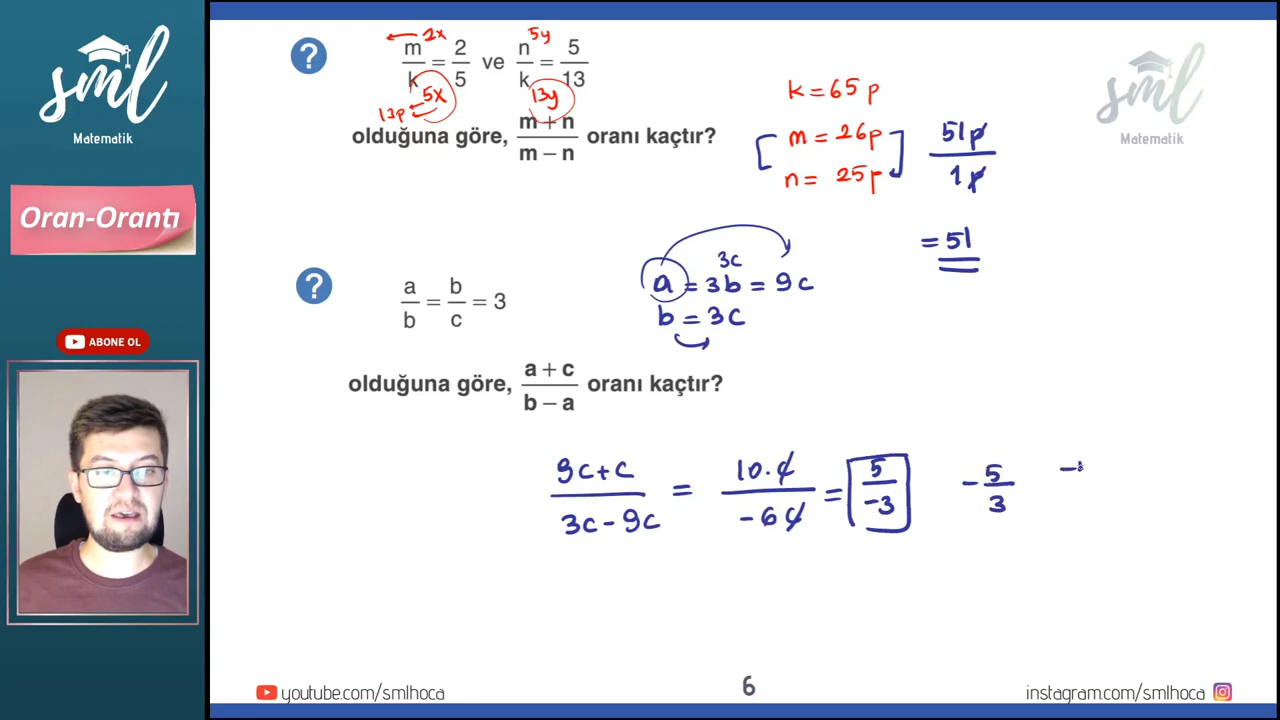 sml
Matematik
Oran-Orantı
ABONE OL
? m/k = 2/5 ve n/k = 5/13
2x 5y
5x 13y
13p
olduğuna göre, m + n / m − n oranı kaçtır?
k = 65p
m = 26p
n = 25p
51p / 1p
= 51
sml
Matematik
? a/b = b/c = 3
3c
a = 3b = 9c
b = 3c
olduğuna göre, a + c / b − a oranı kaçtır?
9c+c / 3c-9c = 10.c / -6c = 5 / -3 -5/3
youtube.com/smlhoca
6
instagram.com/smlhoca